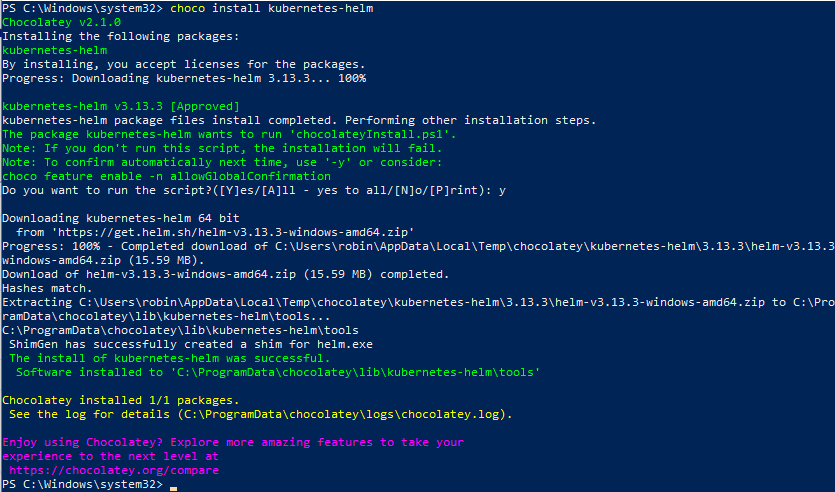 PS C:\Windows\system32> choco install kubernetes-helm
Chocolatey v2.1.0
Installing the following packages:
kubernetes-helm
By installing, you accept licenses for the packages.
Progress: Downloading kubernetes-helm 3.13.3... 100%
kubernetes-helm v3.13.3 [Approved]
kubernetes-helm package files install completed. Performing other installation steps.
The package kubernetes-helm wants to run 'chocolateyInstall.ps1'.
Note: If you don't run this script, the installation will fail.
Note: To confirm automatically next time, use '-y' or consider:
choco feature enable -n allowGlobalConfirmation
Do you want to run the script?([Y]es/[A]ll - yes to all/[N]o/[P]rint): y
Downloading kubernetes-helm 64 bit
from 'https://get.helm.sh/helm-v3.13.3-windows-amd64.zip'
Progress: 100% - Completed download of C:\Users\robin\AppData\Local\Temp\chocolatey\kubernetes-helm\3.13.3\helm-v3.13.3
windows-amd64.zip (15.59 MB).
Download of helm-v3.13.3-windows-amd64.zip (15.59 MB) completed.
Hashes match.
Extracting C:\Users\robin\AppData\Local\Temp\chocolatey\kubernetes-helm\3.13.3\helm-v3.13.3-windows-amd64.zip to C:\Pro
ramData\chocolatey\lib\kubernetes-helm\tools...
C:\ProgramData\chocolatey\lib\kubernetes-helm\tools
ShimGen has successfully created a shim for helm.exe
The install of kubernetes-helm was successful.
Software installed to 'C:\ProgramData\chocolatey\lib\kubernetes-helm\tools'
Chocolatey installed 1/1 packages.
See the log for details (C:\ProgramData\chocolatey\logs\chocolatey.log).
Enjoy using Chocolatey? Explore more amazing features to take your
experience to the next level at
https://chocolatey.org/compare
PS C:\Windows\system32>